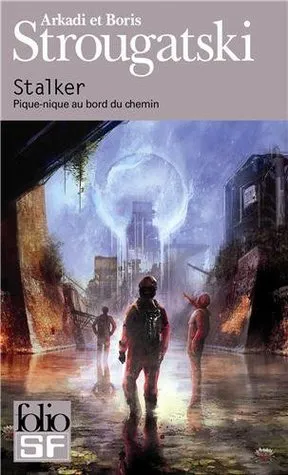 Arkadi et Boris
Strougatski
Stalker
Pique-nique au bord du chemin
folio
SF